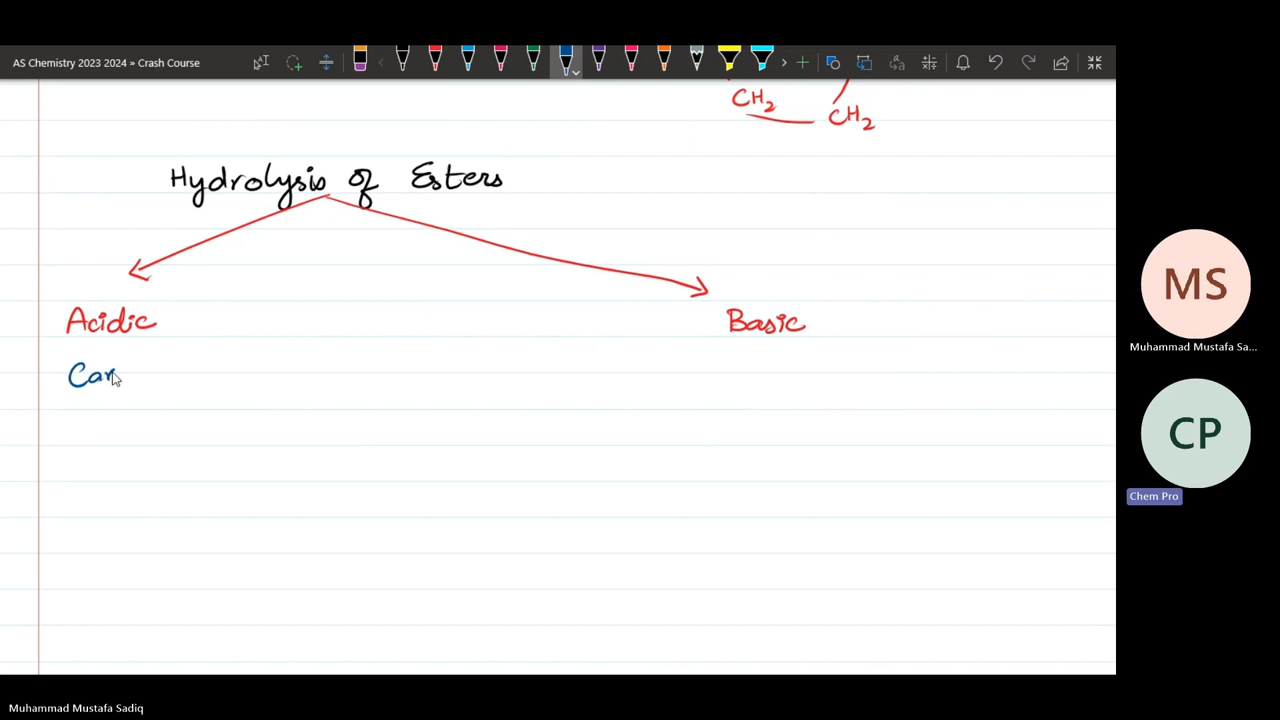 AS Chemistry 2023 2024 » Crash Course
CH2
CH2
Hydrolysis of Esters
Acidic
Basic
Car
MS
Muhammad Mustafa Sa...
CP
Chem Pro
Muhammad Mustafa Sadiq